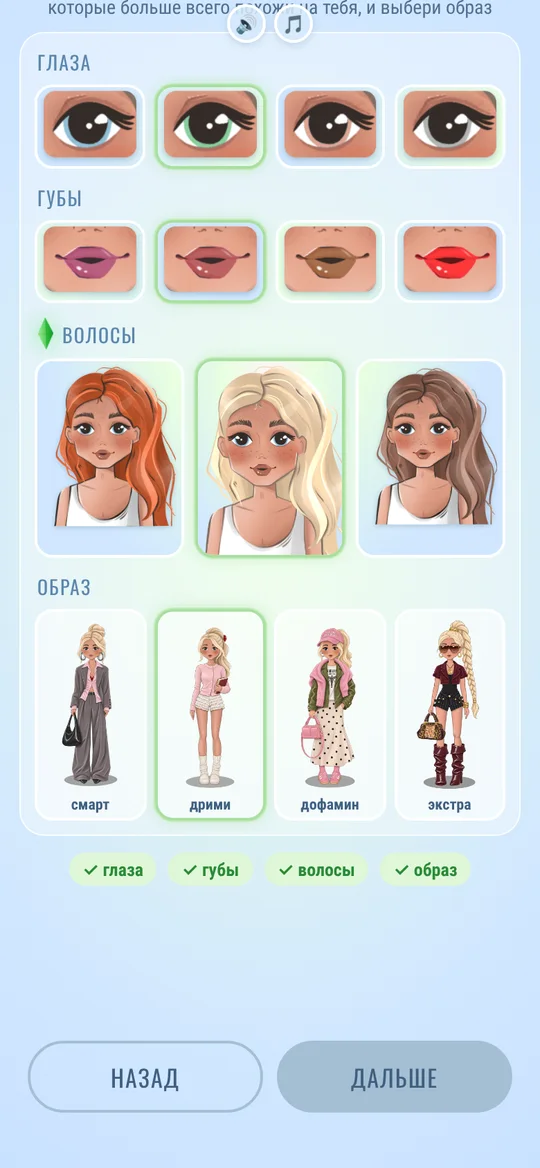 которые больше всего похожи на тебя, и выбери образ
ГЛАЗА
ГУБЫ
ВОЛОСЫ
ОБРАЗ
смарт
дрими
дофамин
экстра
✓ глаза
✓ губы
✓ волосы
✓ образ
НАЗАД
ДАЛЬШЕ